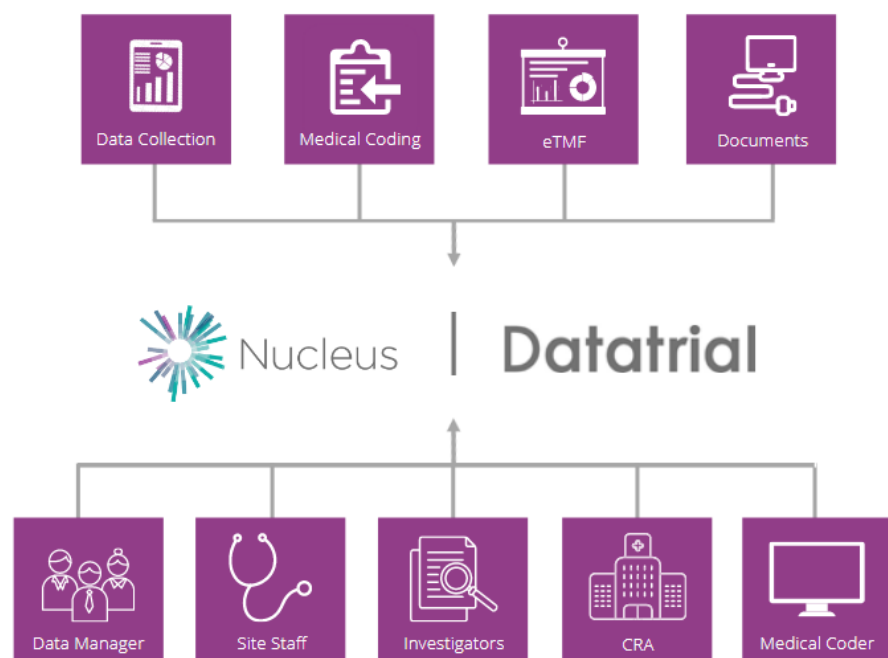 Data Collection
Medical Coding
eTMF
Documents
Nucleus | Datatrial
Data Manager
Site Staff
Investigators
CRA
Medical Coder